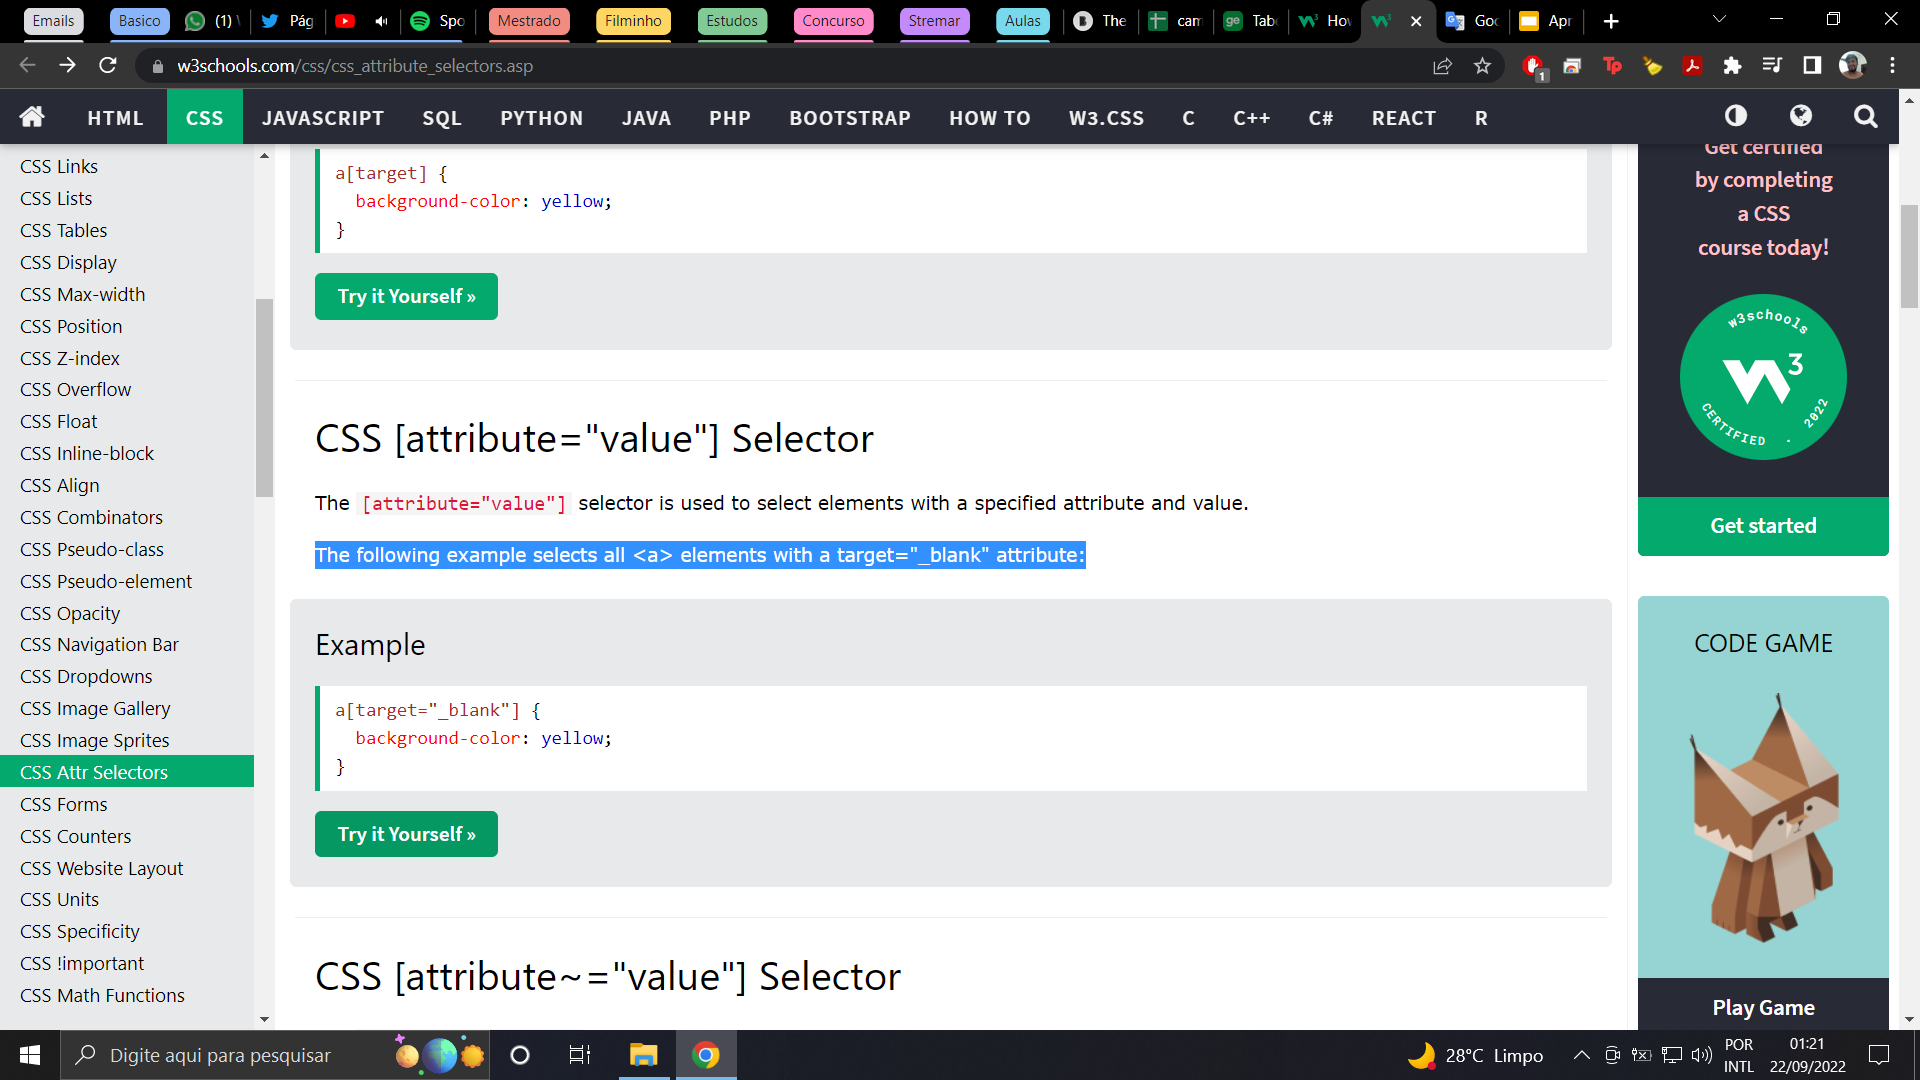 Emails
Basico
(1)
Pág
Spo
Mestrado
Filminho
Estudos
Concurso
Stremar
Aulas
The
cam
Tab
How
Goo
Apr
w3schools.com/css/css_attribute_selectors.asp
1
HTML
CSS
JAVASCRIPT
SQL
PYTHON
JAVA
PHP
BOOTSTRAP
HOW TO
W3.CSS
C
C++
C#
REACT
R
CSS Links
CSS Lists
CSS Tables
CSS Display
CSS Max-width
CSS Position
CSS Z-index
CSS Overflow
CSS Float
CSS Inline-block
CSS Align
CSS Combinators
CSS Pseudo-class
CSS Pseudo-element
CSS Opacity
CSS Navigation Bar
CSS Dropdowns
CSS Image Gallery
CSS Image Sprites
CSS Attr Selectors
CSS Forms
CSS Counters
CSS Website Layout
CSS Units
CSS Specificity
CSS !important
CSS Math Functions
a[target] {
background-color: yellow;
}
Try it Yourself »
CSS [attribute="value"] Selector
The [attribute="value"] selector is used to select elements with a specified attribute and value.
The following example selects all <a> elements with a target="_blank" attribute:
Example
a[target="_blank"] {
background-color: yellow;
}
Try it Yourself »
CSS [attribute~="value"] Selector
Get certified
by completing
a CSS
course today!
w3schools
W3
CERTIFIED . 2022
Get started
CODE GAME
Play Game
Digite aqui para pesquisar
28°C Limpo
POR
INTL
01:21
22/09/2022